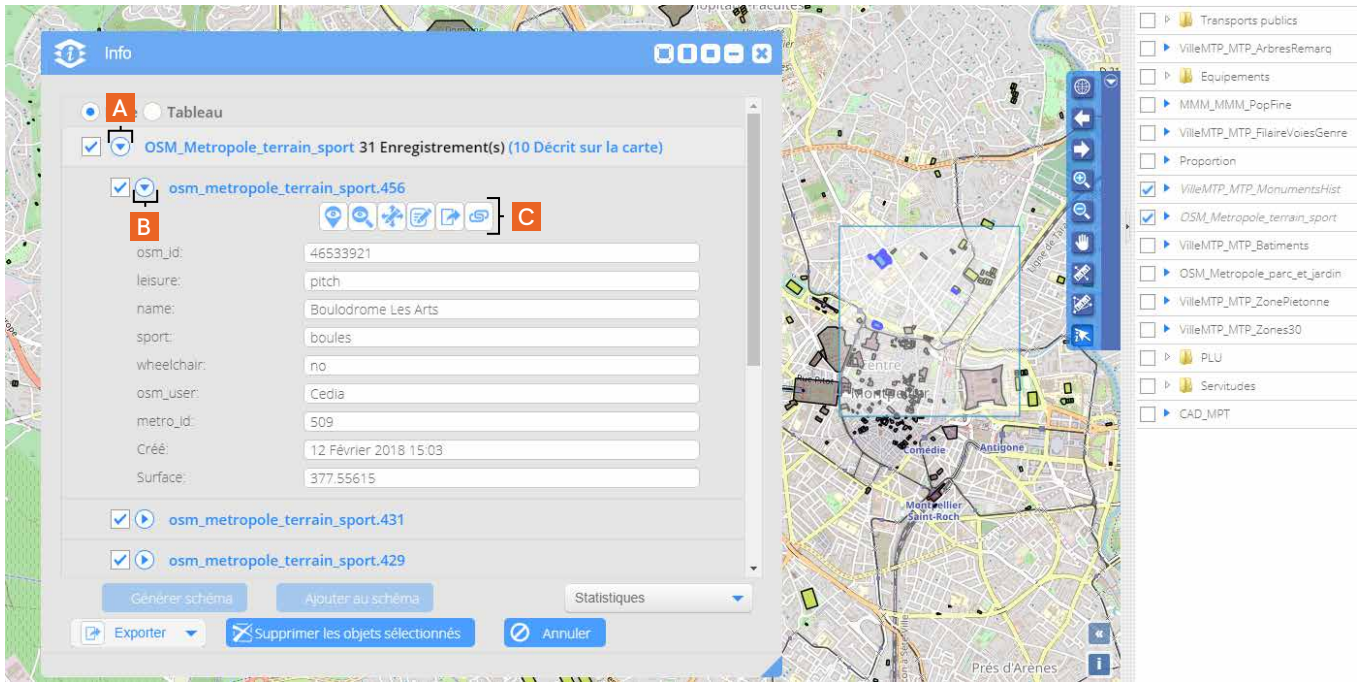 Info
A
Tableau
OSM_Metropole_terrain_sport 31 Enregistrement(s) (10 Décrit sur la carte)
osm_metropole_terrain_sport.456
B
C
osm_id:
46533921
leisure:
pitch
name:
Boulodrome Les Arts
sport:
boules
wheelchair:
no
osm_user:
Cedia
metro_id:
509
Créé:
12 Février 2018 15:03
Surface:
377.55615
osm_metropole_terrain_sport.431
osm_metropole_terrain_sport.429
Générer schéma
Ajouter au schéma
Statistiques
Exporter
Supprimer les objets sélectionnés
Annuler
Centre
Montpellier
Comédie
Antigone
Montpellier
Saint-Roch
Prés d'Arènes
Transports publics
VilleMTP_MTP_ArbresRemarq
Equipements
MMM_MMM_PopFine
VilleMTP_MTP_FilaireVoiesGenre
Proportion
VilleMTP_MTP_MonumentsHist
OSM_Metropole_terrain_sport
VilleMTP_MTP_Batiments
OSM_Metropole_parc_et_jardin
VilleMTP_MTP_ZonePietonne
VilleMTP_MTP_Zones30
PLU
Servitudes
CAD_MPT